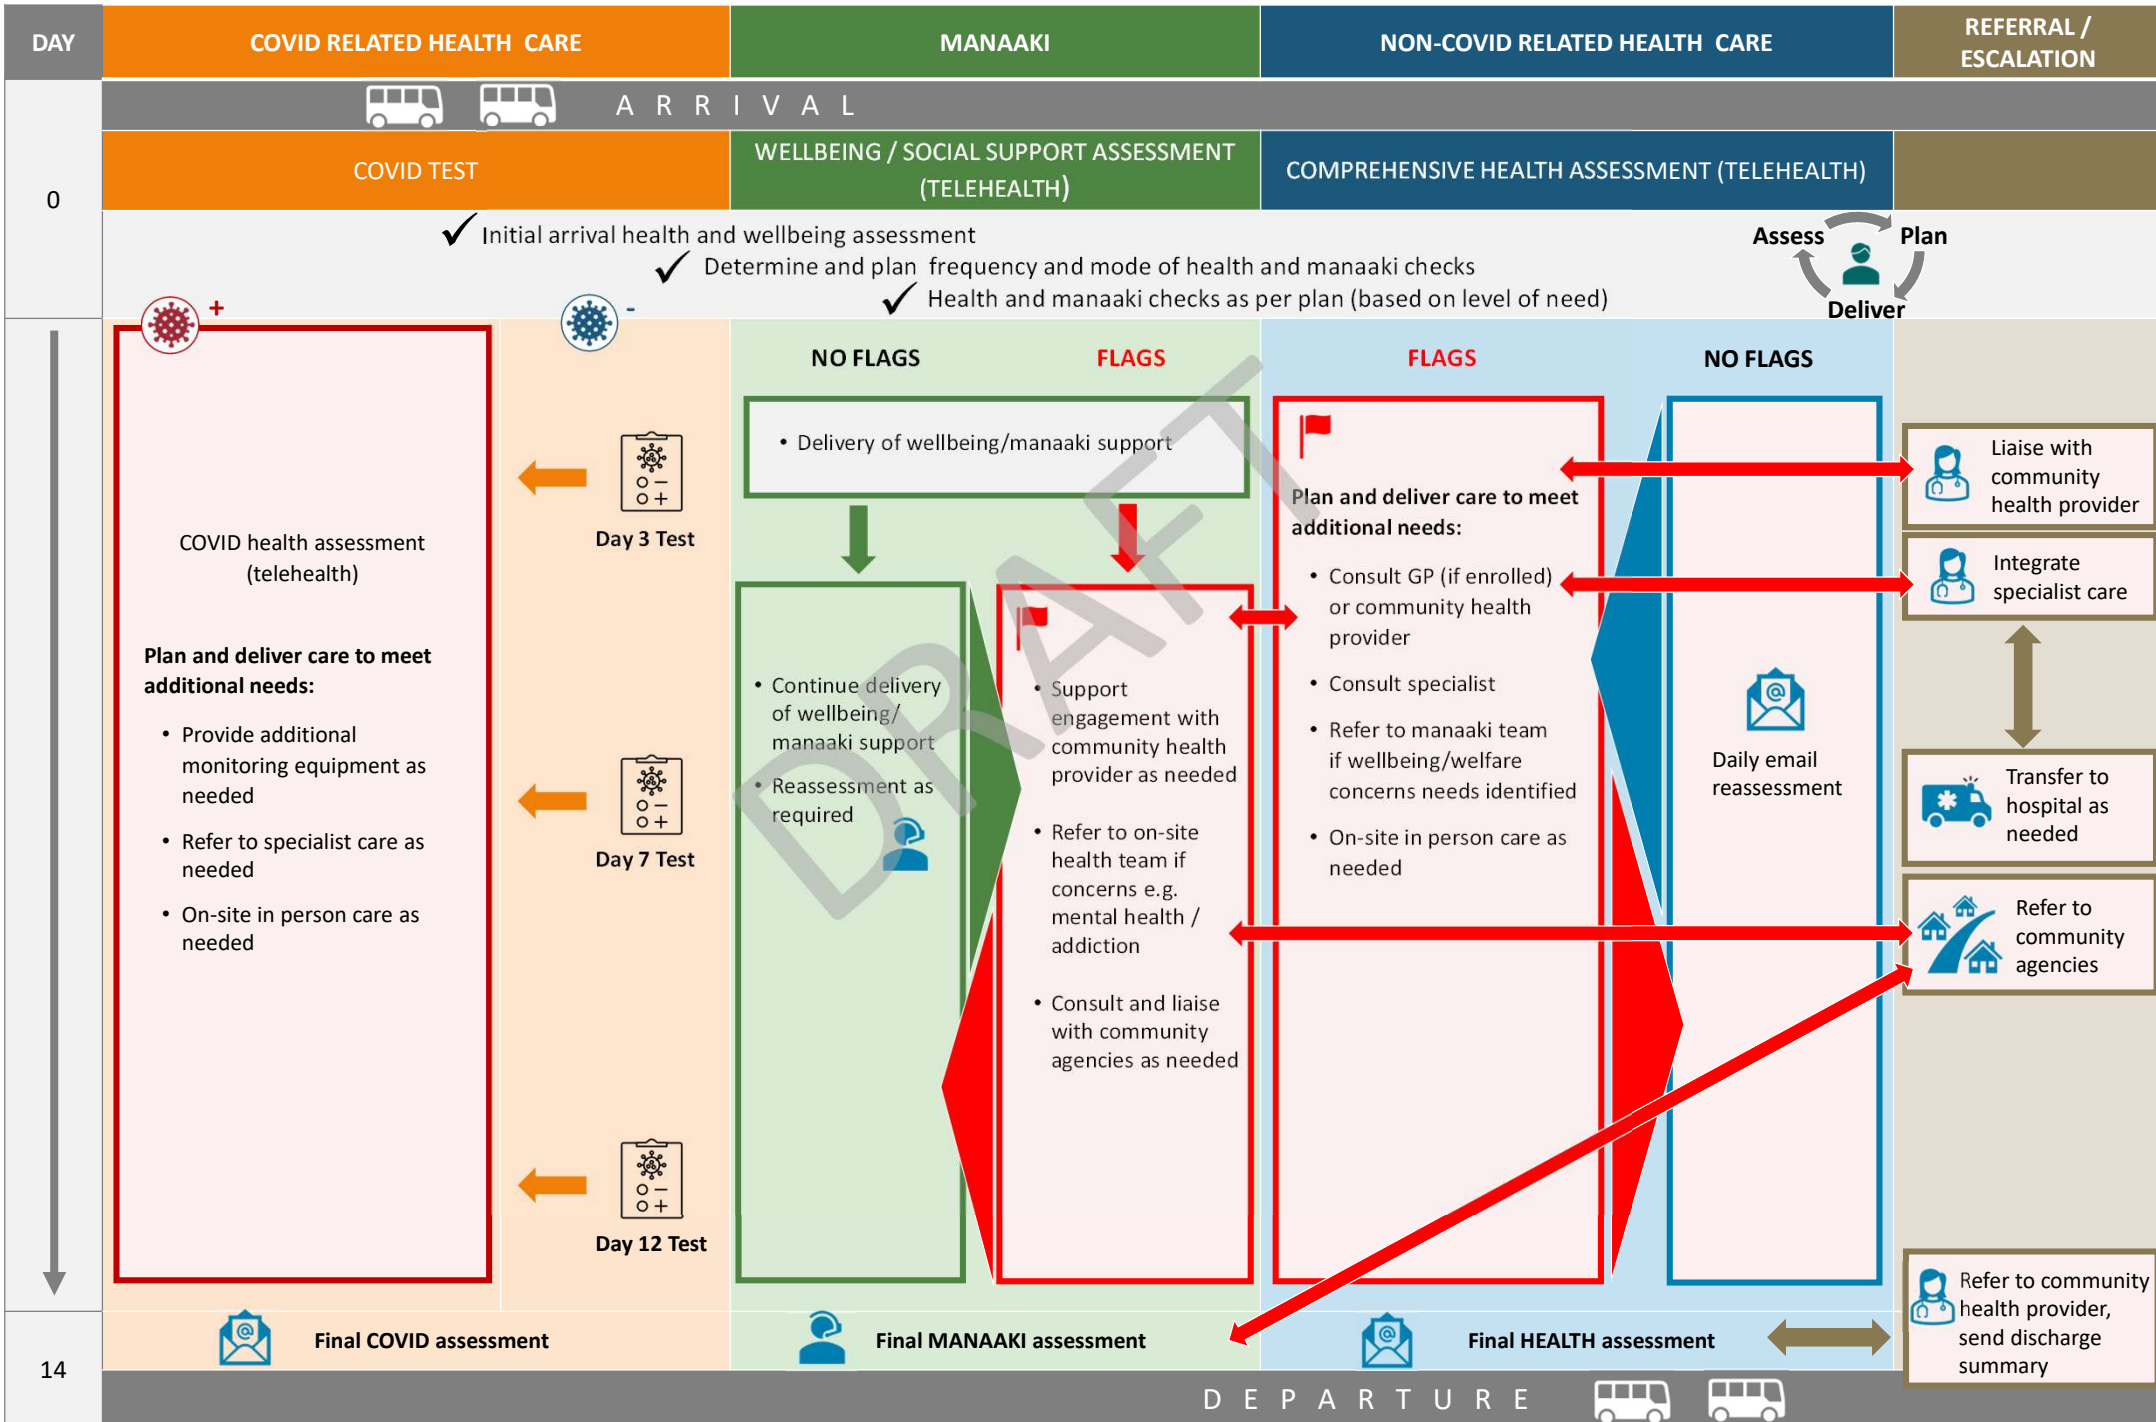 DAY
COVID RELATED HEALTH CARE
MANAAKI
NON-COVID RELATED HEALTH CARE
REFERRAL /
ESCALATION
ARRIVAL
0
COVID TEST
WELLBEING / SOCIAL SUPPORT ASSESSMENT
(TELEHEALTH)
COMPREHENSIVE HEALTH ASSESSMENT (TELEHEALTH)
✓ Initial arrival health and wellbeing assessment
✓ Determine and plan frequency and mode of health and manaaki checks
✓ Health and manaaki checks as per plan (based on level of need)
Assess
Plan
Deliver
+
-
COVID health assessment
(telehealth)
Plan and deliver care to meet
additional needs:
• Provide additional
monitoring equipment as
needed
• Refer to specialist care as
needed
• On-site in person care as
needed
Day 3 Test
Day 7 Test
Day 12 Test
NO FLAGS
FLAGS
• Delivery of wellbeing/manaaki support
• Continue delivery
of wellbeing/
manaaki support
• Reassessment as
required
• Support
engagement with
community health
provider as needed
• Refer to on-site
health team if
concerns e.g.
mental health /
addiction
• Consult and liaise
with community
agencies as needed
FLAGS
NO FLAGS
Plan and deliver care to meet
additional needs:
• Consult GP (if enrolled)
or community health
provider
• Consult specialist
• Refer to manaaki team
if wellbeing/welfare
concerns needs identified
• On-site in person care as
needed
Daily email
reassessment
Liaise with
community
health provider
Integrate
specialist care
Transfer to
hospital as
needed
Refer to
community
agencies
Refer to community
health provider,
send discharge
summary
DRAFT
14
Final COVID assessment
Final MANAAKI assessment
Final HEALTH assessment
DEPARTURE